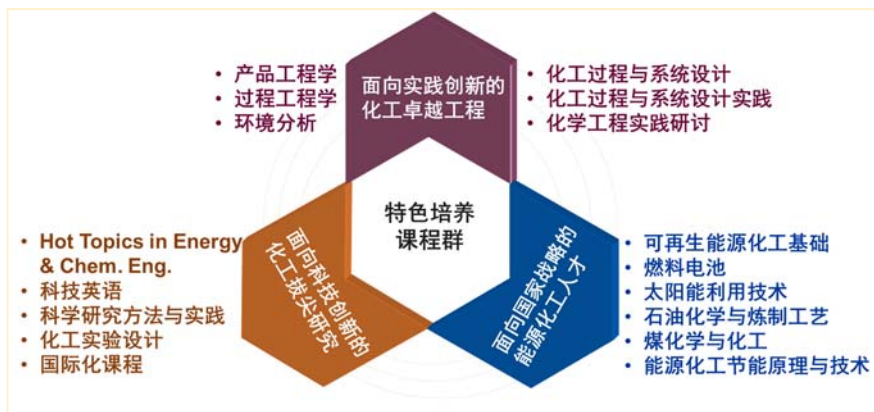 • 产品工程学
• 过程工程学
• 环境分析
面向实践创新的
化工卓越工程
• 化工过程与系统设计
• 化工过程与系统设计实践
• 化学工程实践研讨
特色培养
课程群
• Hot Topics in Energy
& Chem. Eng.
• 科技英语
• 科学研究方法与实践
• 化工实验设计
• 国际化课程
面向科技创新的
化工拔尖研究
面向国家战略的
能源化工人才
• 可再生能源化工基础
• 燃料电池
• 太阳能利用技术
• 石油化学与炼制工艺
• 煤化学与化工
• 能源化工节能原理与技术